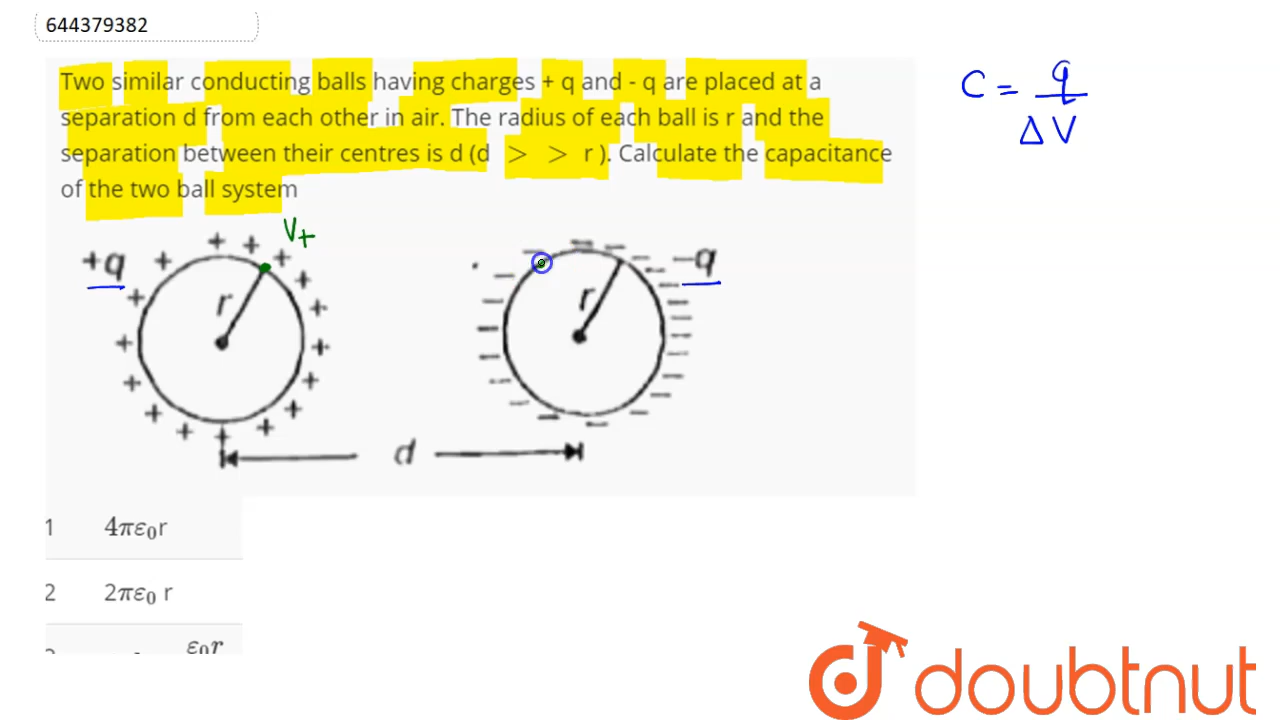 644379382
Two similar conducting balls having charges + q and - q are placed at a
separation d from each other in air. The radius of each ball is r and the
separation between their centres is d (d > > r ). Calculate the capacitance
of the two ball system
C = q
ΔV
V+
+q
-q
r
r
d
1 4πε₀r
2 2πε₀ r
ε₀r
doubtnut